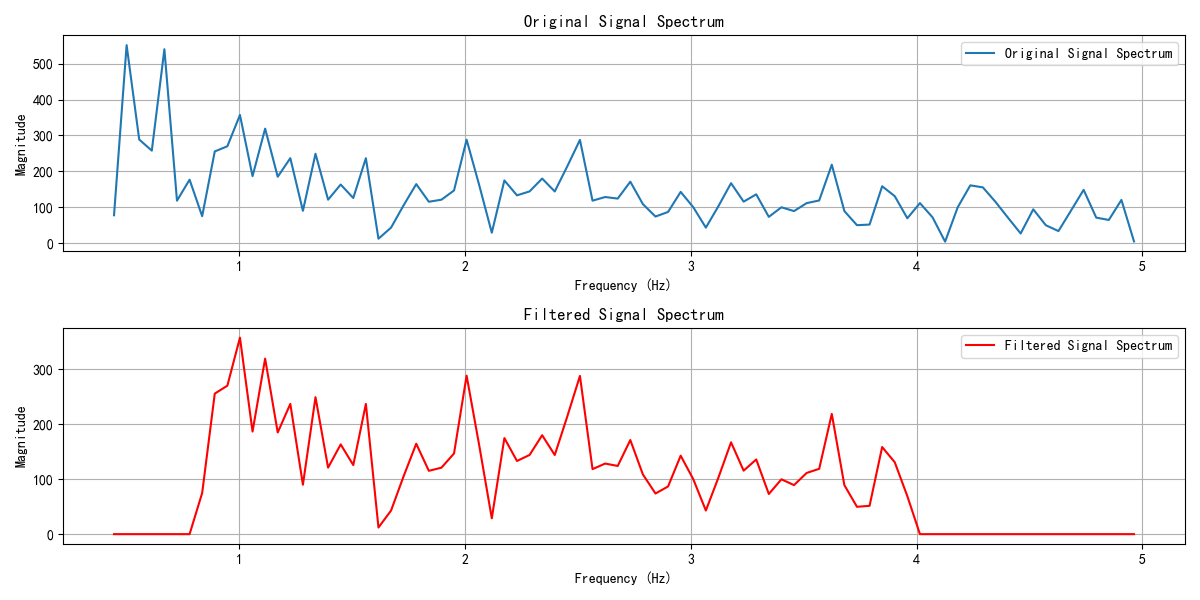 Original Signal Spectrum
Original Signal Spectrum
Magnitude
500
400
300
200
100
0
1
2
3
4
5
Frequency (Hz)
Filtered Signal Spectrum
Filtered Signal Spectrum
Magnitude
300
200
100
0
1
2
3
4
5
Frequency (Hz)